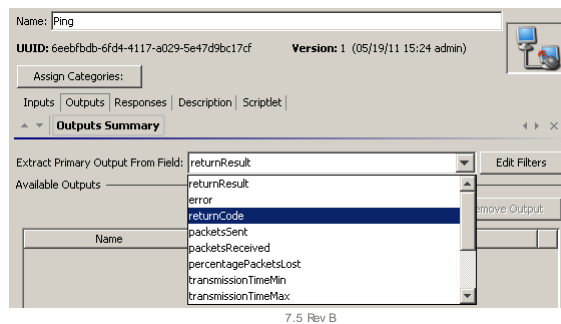 Name: Ping
UUID: 6eebfbdb-6fd4-4117-a029-5e47d9bc17cf Version: 1 (05/19/11 15:24 admin)
Assign Categories:
Inputs Outputs Responses Description Scriptlet
Outputs Summary
Extract Primary Output From Field: returnResult Edit Filters
Available Outputs
returnResult
error
returnCode
Output
Name
packetsSent
packetsReceived
percentagePacketsLost
transmissionTimeMin
transmissionTimeMax
7.5 Rev B